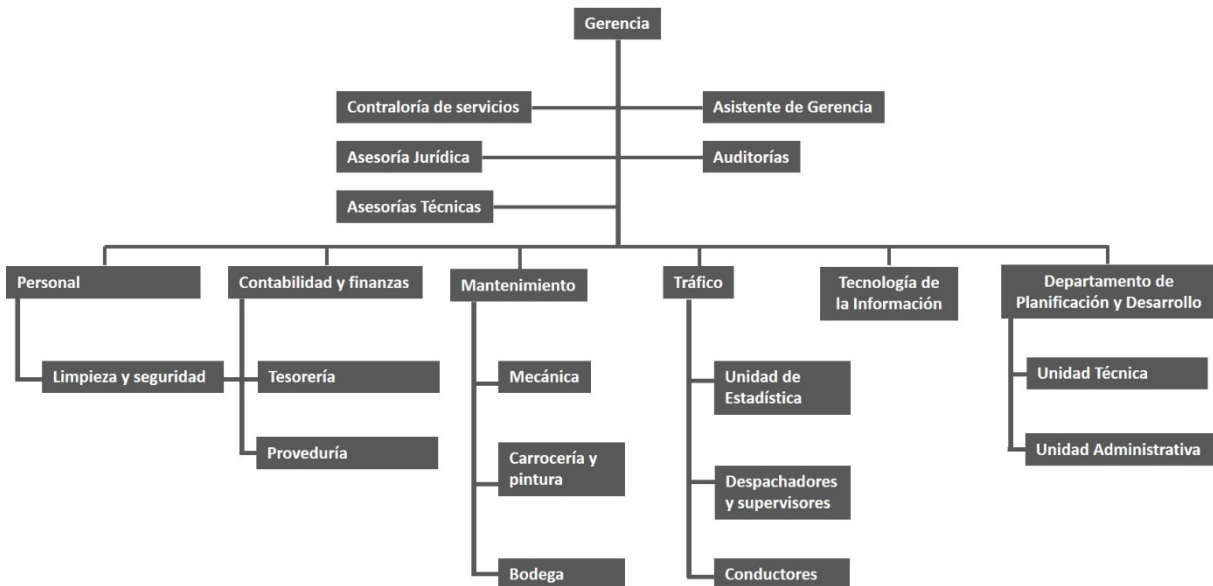 Gerencia
Contraloría de servicios
Asistente de Gerencia
Asesoría Jurídica
Auditorías
Asesorías Técnicas
Personal
Contabilidad y finanzas
Mantenimiento
Tráfico
Tecnología de
la Información
Departamento de
Planificación y Desarrollo
Limpieza y seguridad
Tesorería
Mecánica
Unidad de
Estadística
Unidad Técnica
Proveduría
Carrocería y
pintura
Despachadores
y supervisores
Unidad Administrativa
Bodega
Conductores